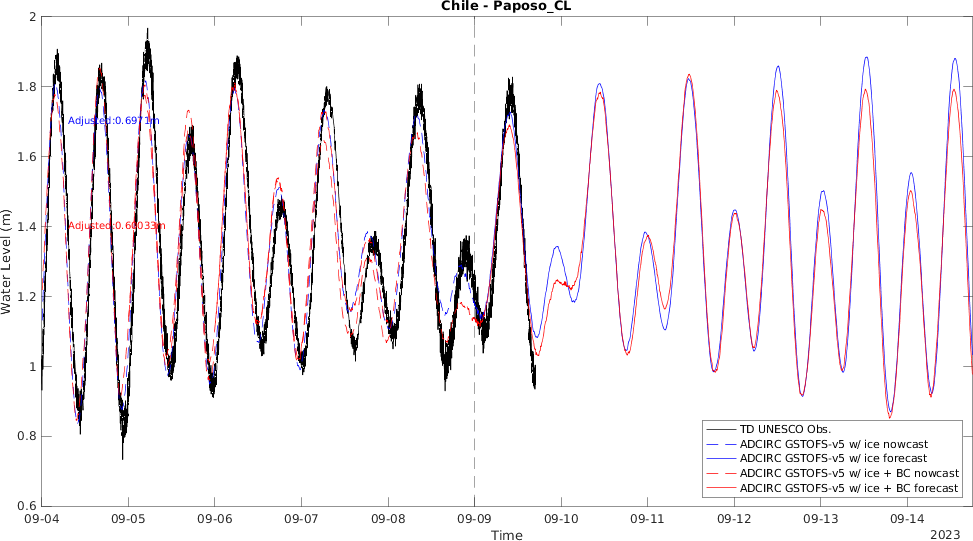 Chile - Paposo_CL
2
1.8
1.6
1.4
1.2
1
0.8
0.6
Water Level (m)
Adjusted:0.6971m
TD UNESCO Obs.
ADCIRC GSTOFS-v5 w/ ice nowcast
ADCIRC GSTOFS-v5 w/ ice forecast
ADCIRC GSTOFS-v5 w/ ice + BC nowcast
ADCIRC GSTOFS-v5 w/ ice + BC forecast
09-04 09-05 09-06 09-07 09-08 09-09 09-10 09-11 09-12 09-13 09-14
Time
2023